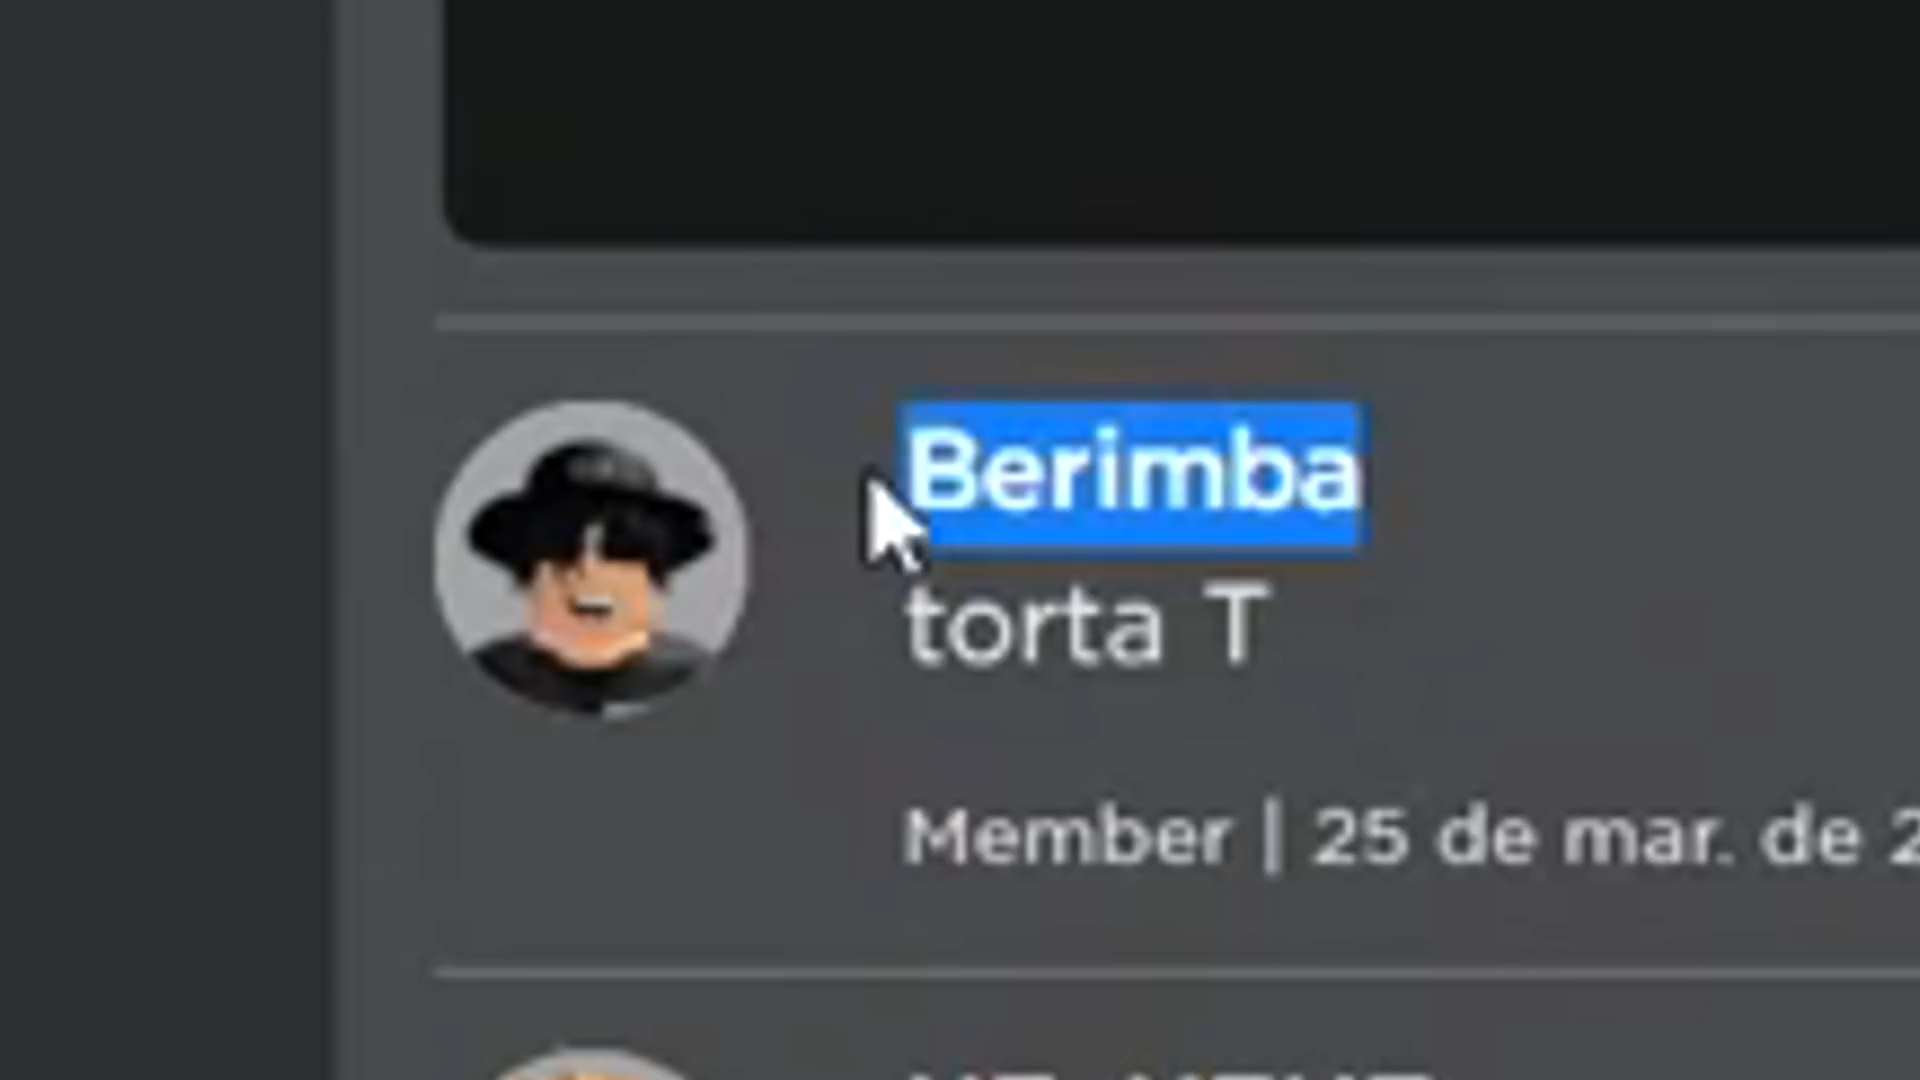 Berimba
torta T
Member | 25 de mar. de 2